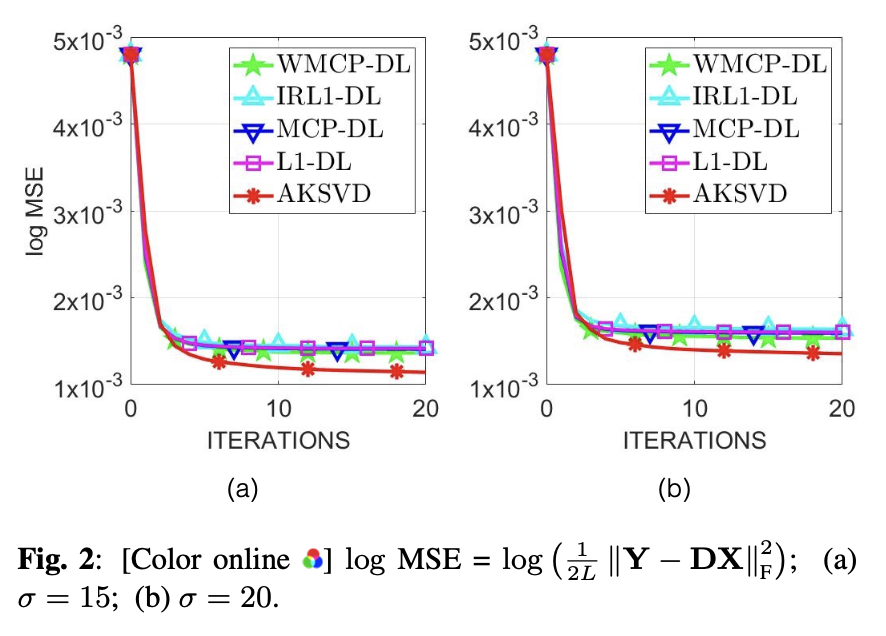 5x10⁻³
4x10⁻³
3x10⁻³
2x10⁻³
1x10⁻³
log MSE
WMCP-DL
IRL1-DL
MCP-DL
L1-DL
AKSVD
0 10 20
ITERATIONS
(a)
5x10⁻³
4x10⁻³
3x10⁻³
2x10⁻³
1x10⁻³
WMCP-DL
IRL1-DL
MCP-DL
L1-DL
AKSVD
0 10 20
ITERATIONS
(b)
Fig. 2: [Color online ] log MSE = log (1/2L ‖Y − DX‖²_F); (a)
σ = 15; (b) σ = 20.